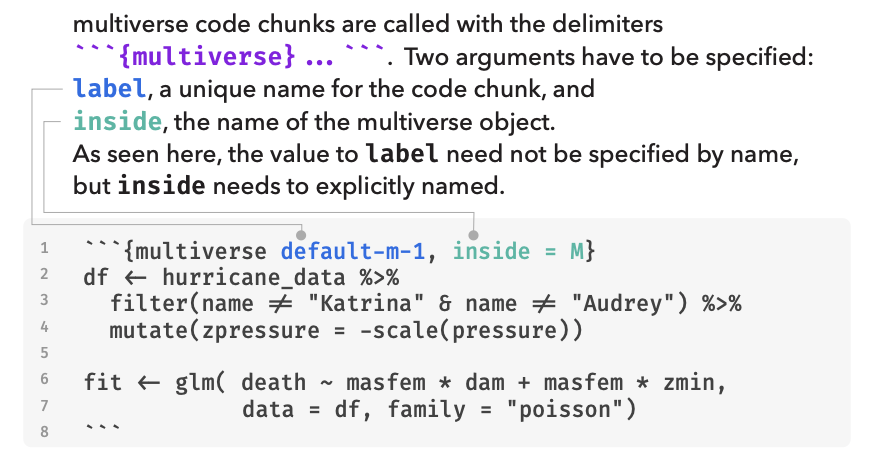 multiverse code chunks are called with the delimiters
```{multiverse} ... ```. Two arguments have to be specified:
label, a unique name for the code chunk, and
inside, the name of the multiverse object.
As seen here, the value to label need not be specified by name,
but inside needs to explicitly named.
1 ```{multiverse default-m-1, inside = M}
2 df ← hurricane_data %>%
3 filter(name ≠ "Katrina" & name ≠ "Audrey") %>%
4 mutate(zpressure = -scale(pressure))
5
6 fit ← glm( death ~ masfem * dam + masfem * zmin,
7 data = df, family = "poisson")
8 ```